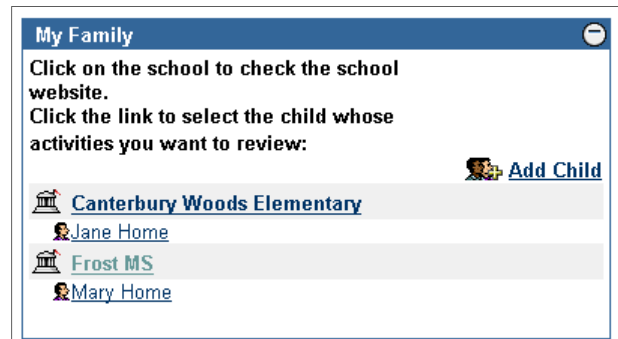 My Family
Click on the school to check the school
website.
Click the link to select the child whose
activities you want to review:
Add Child
Canterbury Woods Elementary
Jane Home
Frost MS
Mary Home